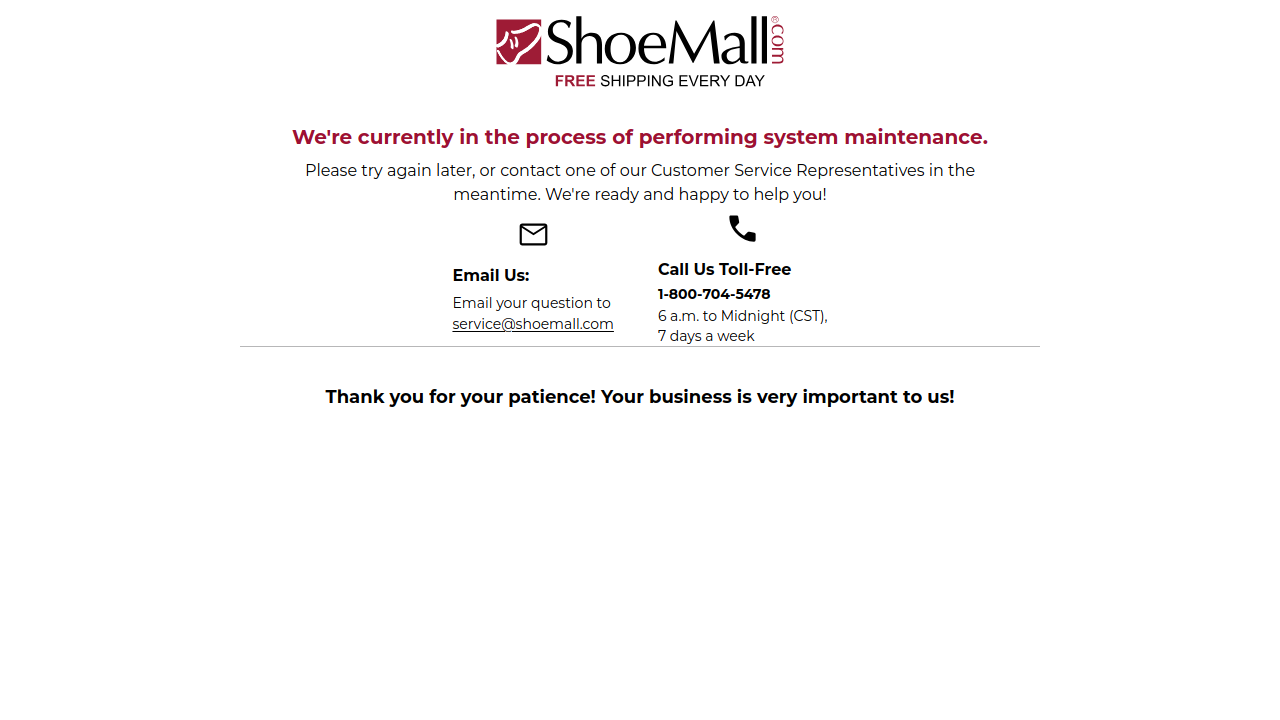 ShoeMall®.com
FREE SHIPPING EVERY DAY
We're currently in the process of performing system maintenance.
Please try again later, or contact one of our Customer Service Representatives in the
meantime. We're ready and happy to help you!
Email Us:
Email your question to
service@shoemall.com
Call Us Toll-Free
1-800-704-5478
6 a.m. to Midnight (CST),
7 days a week
Thank you for your patience! Your business is very important to us!